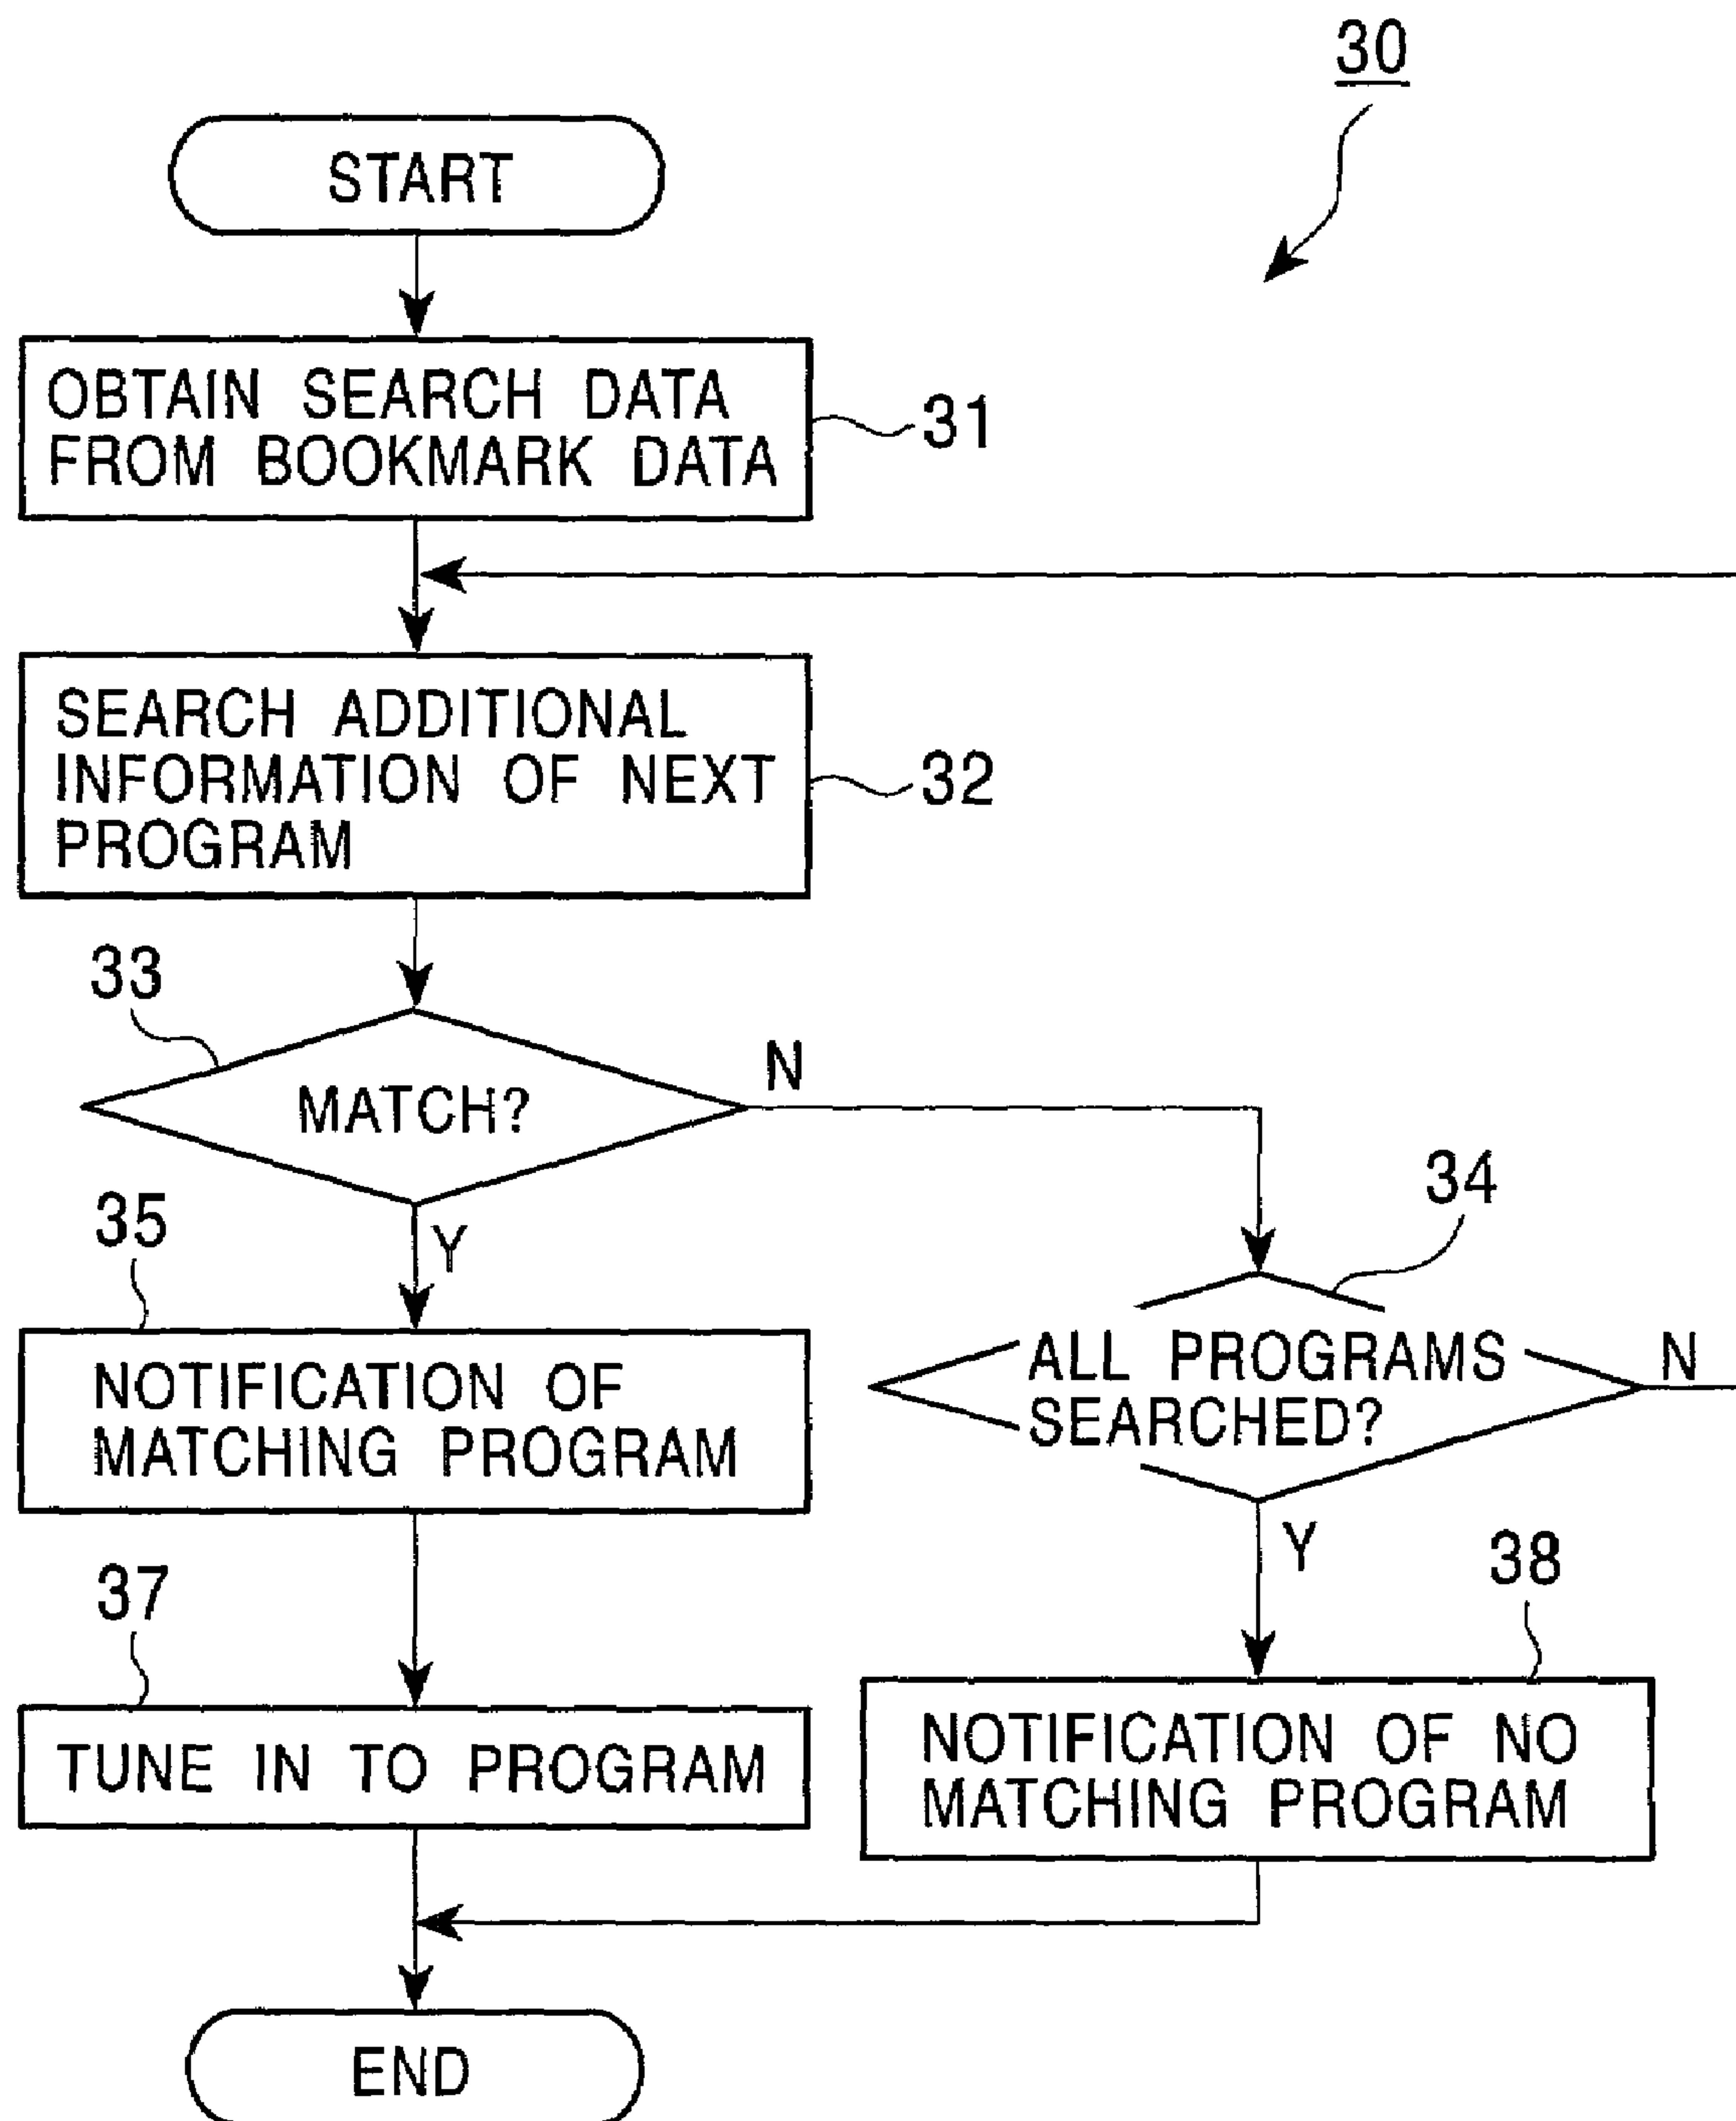 30
START
OBTAIN SEARCH DATA
FROM BOOKMARK DATA
31
SEARCH ADDITIONAL
INFORMATION OF NEXT
PROGRAM
32
33
MATCH?
N
Y
34
ALL PROGRAMS
SEARCHED?
N
Y
35
NOTIFICATION OF
MATCHING PROGRAM
37
TUNE IN TO PROGRAM
38
NOTIFICATION OF NO
MATCHING PROGRAM
END